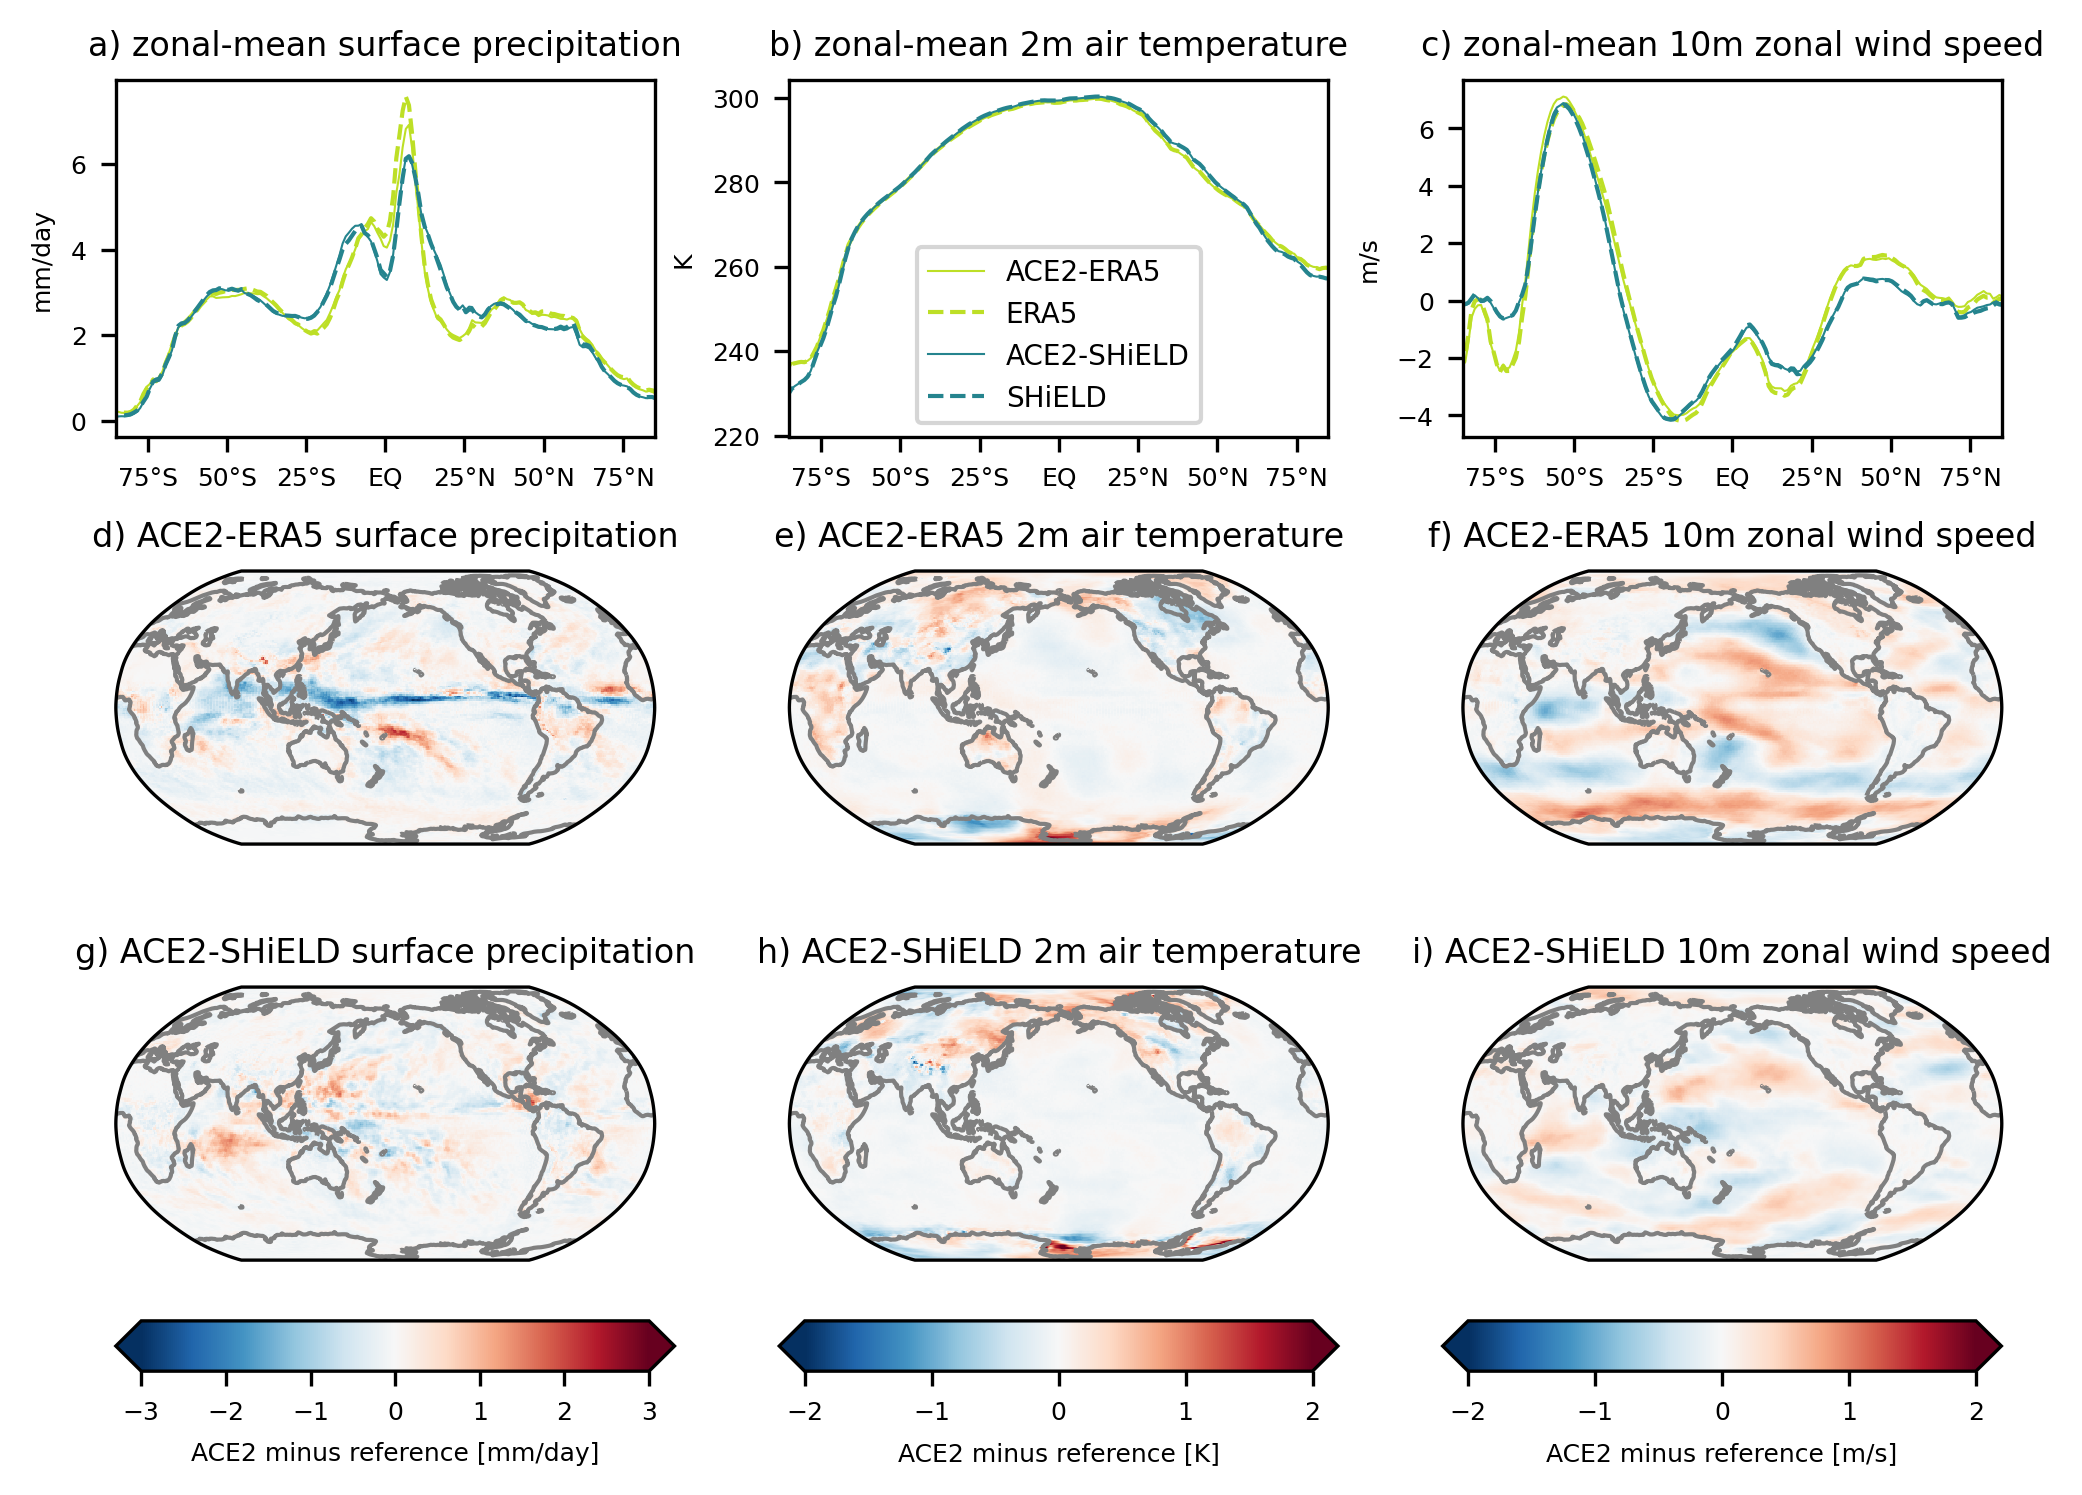 a) zonal-mean surface precipitation
b) zonal-mean 2m air temperature
c) zonal-mean 10m zonal wind speed
mm/day
6
4
2
0
75°S 50°S 25°S EQ 25°N 50°N 75°N
K
300
280
260
240
220
ACE2-ERA5
ERA5
ACE2-SHiELD
SHiELD
75°S 50°S 25°S EQ 25°N 50°N 75°N
m/s
6
4
2
0
−2
−4
75°S 50°S 25°S EQ 25°N 50°N 75°N
d) ACE2-ERA5 surface precipitation
e) ACE2-ERA5 2m air temperature
f) ACE2-ERA5 10m zonal wind speed
g) ACE2-SHiELD surface precipitation
h) ACE2-SHiELD 2m air temperature
i) ACE2-SHiELD 10m zonal wind speed
−3 −2 −1 0 1 2 3
ACE2 minus reference [mm/day]
−2 −1 0 1 2
ACE2 minus reference [K]
−2 −1 0 1 2
ACE2 minus reference [m/s]